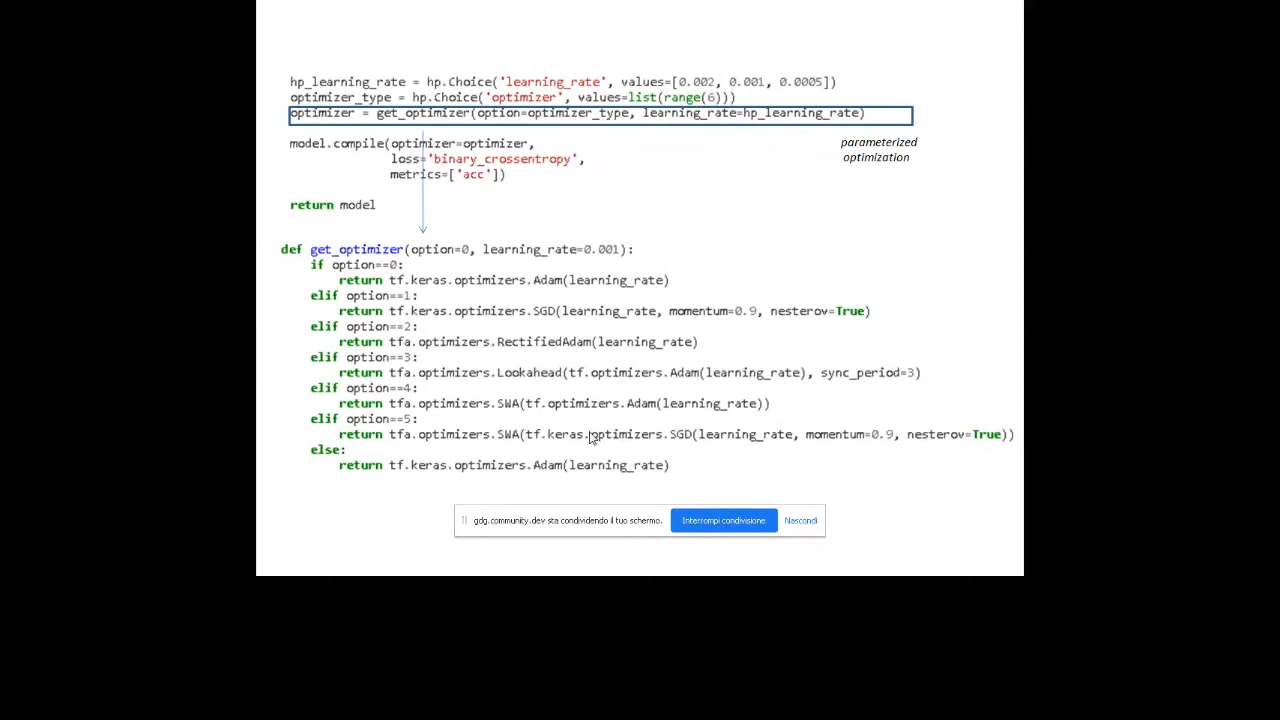 hp_learning_rate = hp.Choice('learning_rate', values=[0.002, 0.001, 0.0005])
optimizer_type = hp.Choice('optimizer', values=list(range(6)))
optimizer = get_optimizer(option=optimizer_type, learning_rate=hp_learning_rate)
parameterized
optimization
model.compile(optimizer=optimizer,
loss='binary_crossentropy',
metrics=['acc'])
return model
def get_optimizer(option=0, learning_rate=0.001):
if option==0:
return tf.keras.optimizers.Adam(learning_rate)
elif option==1:
return tf.keras.optimizers.SGD(learning_rate, momentum=0.9, nesterov=True)
elif option==2:
return tfa.optimizers.RectifiedAdam(learning_rate)
elif option==3:
return tfa.optimizers.Lookahead(tf.optimizers.Adam(learning_rate), sync_period=3)
elif option==4:
return tfa.optimizers.SWA(tf.optimizers.Adam(learning_rate))
elif option==5:
return tfa.optimizers.SWA(tf.keras.optimizers.SGD(learning_rate, momentum=0.9, nesterov=True))
else:
return tf.keras.optimizers.Adam(learning_rate)
gdg.community.dev sta condividendo il tuo schermo. Interrompi condivisione Nascondi